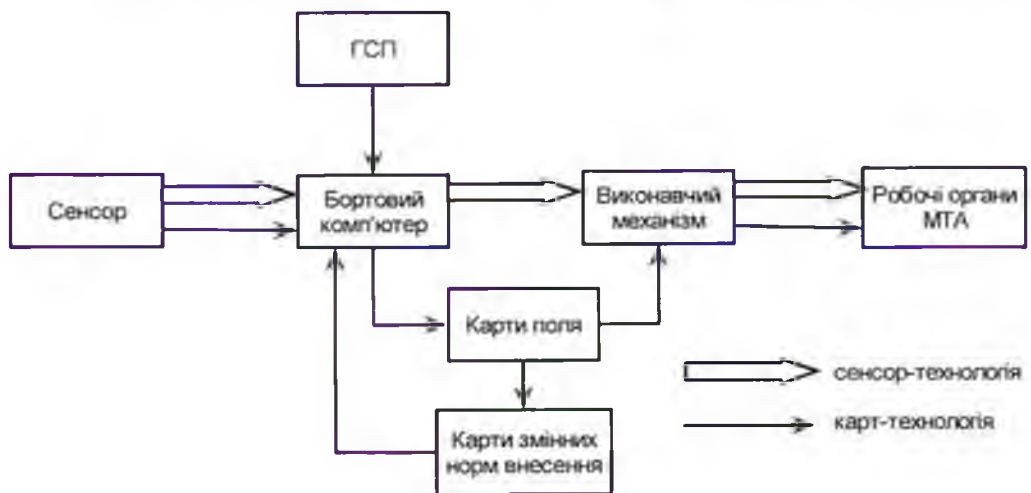 ГСП
Сенсор
Бортовий
комп'ютер
Виконавчий
механізм
Робочі органи
МТА
Карти поля
Карти змінних
норм внесення
сенсор-технологія
карт-технологія